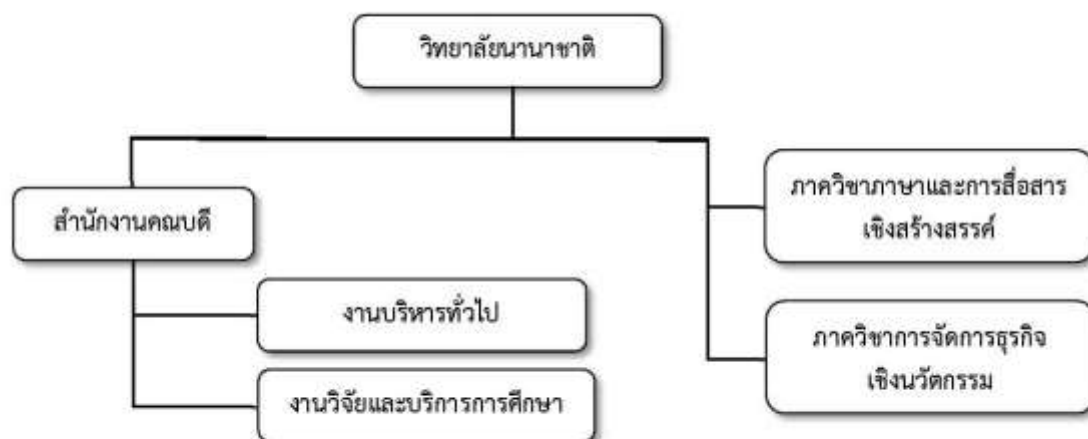 วิทยาลัยนานาชาติ
สำนักงานคณบดี
งานบริหารทั่วไป
งานวิจัยและบริการการศึกษา
ภาควิชาภาษาและการสื่อสาร
เชิงสร้างสรรค์
ภาควิชาการจัดการธุรกิจ
เชิงนวัตกรรม